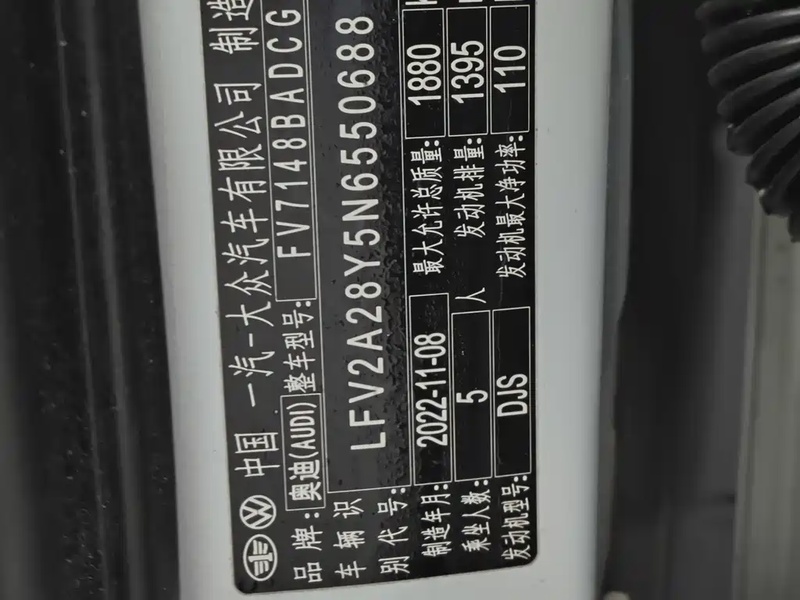 中国 一汽-大众汽车有限公司 制造
品牌: 奥迪(AUDI) 整车型号: FV7148BADCG
车辆识别代号: LFV2A28Y5N6550688
制造年月: 2022-11-08 最大允许总质量: 1880
乘坐人数: 5 人 发动机排量: 1395
发动机型号: DJS 发动机最大净功率: 110